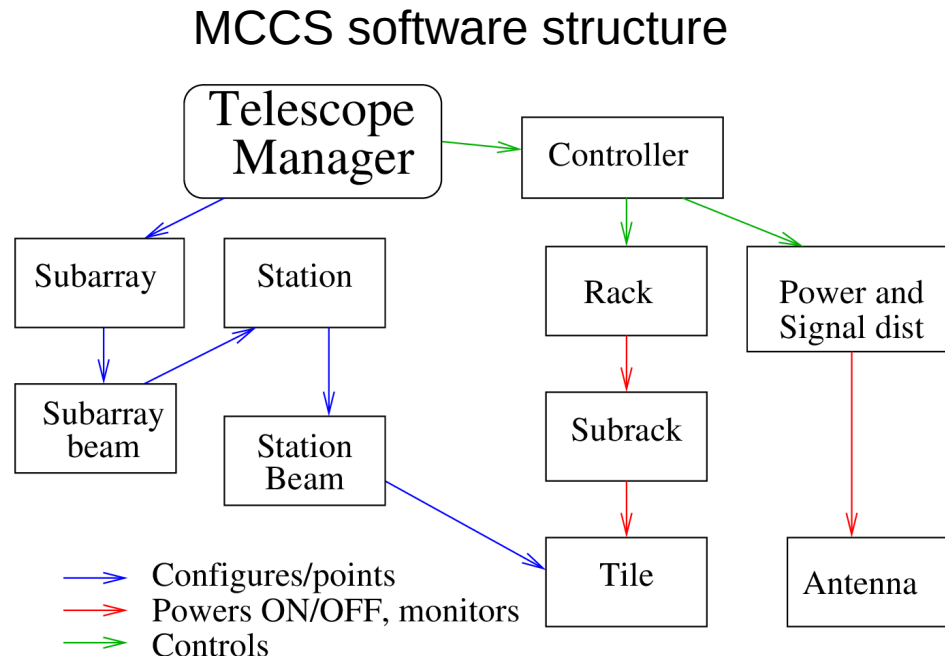 MCCS software structure
Telescope
Manager
Controller
Subarray
Station
Rack
Power and
Signal dist
Subarray
beam
Station
Beam
Subrack
Tile
Antenna
Configures/points
Powers ON/OFF, monitors
Controls